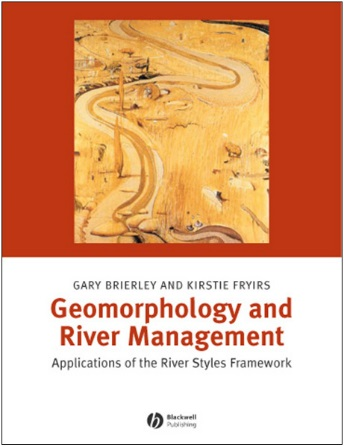 GARY BRIERLEY AND KIRSTIE FRYIRS
Geomorphology and
River Management
Applications of the River Styles Framework
Blackwell
Publishing